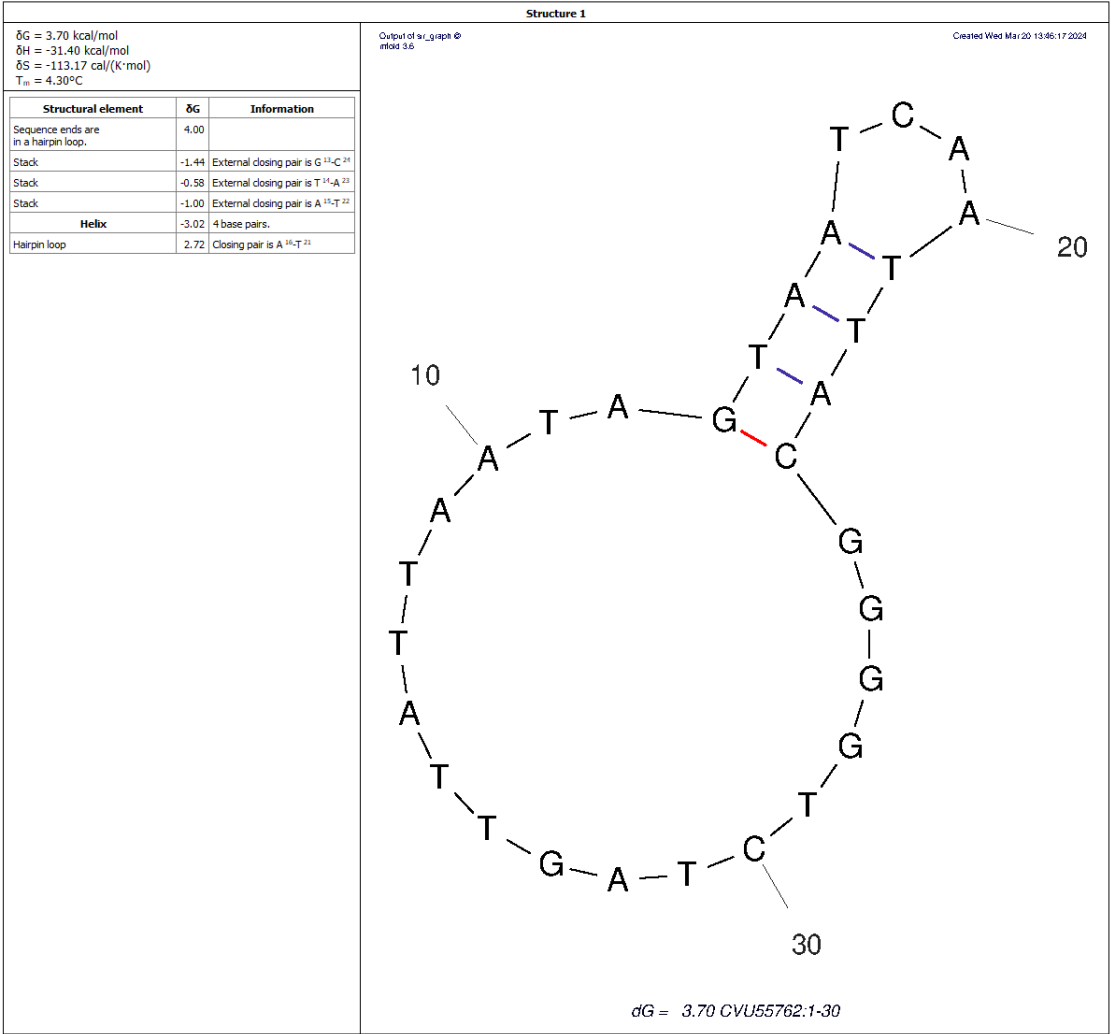 Structure 1
δG = 3.70 kcal/mol
δH = -31.40 kcal/mol
δS = -113.17 cal/(K·mol)
Tₘ = 4.30°C
Structural element δG Information
Sequence ends are
in a hairpin loop. 4.00
Stack -1.44 External closing pair is G ¹³-C ²⁴
Stack -0.58 External closing pair is T ¹⁴-A ²³
Stack -1.00 External closing pair is A ¹⁵-T ²²
Helix -3.02 4 base pairs.
Hairpin loop 2.72 Closing pair is A ¹⁶-T ²¹
Output of sir_graph ©
mfold 3.6
Created Wed Mar 20 13:46:17 2024
C
T
A
A
20
A
T
A
T
T
A
10
G
C
A
T
A
A
T
T
A
T
T
G
A
T
C
T
G
G
G
G
30
dG = 3.70 CVU55762:1-30